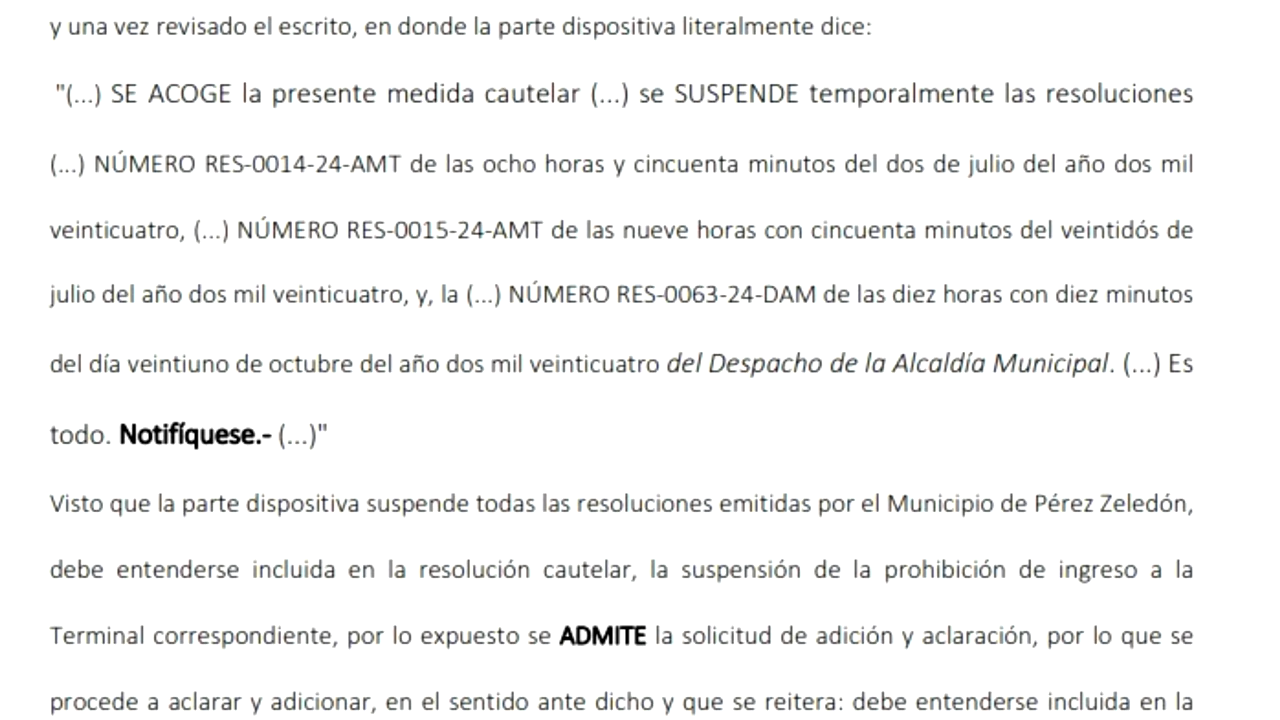 y una vez revisado el escrito, en donde la parte dispositiva literalmente dice:
"(...) SE ACOGE la presente medida cautelar (...) se SUSPENDE temporalmente las resoluciones
(...) NÚMERO RES-0014-24-AMT de las ocho horas y cincuenta minutos del dos de julio del año dos mil
veinticuatro, (...) NÚMERO RES-0015-24-AMT de las nueve horas con cincuenta minutos del veintidós de
julio del año dos mil veinticuatro, y, la (...) NÚMERO RES-0063-24-DAM de las diez horas con diez minutos
del día veintiuno de octubre del año dos mil veinticuatro del Despacho de la Alcaldía Municipal. (...) Es
todo. Notifíquese.- (...)"
Visto que la parte dispositiva suspende todas las resoluciones emitidas por el Municipio de Pérez Zeledón,
debe entenderse incluida en la resolución cautelar, la suspensión de la prohibición de ingreso a la
Terminal correspondiente, por lo expuesto se ADMITE la solicitud de adición y aclaración, por lo que se
procede a aclarar y adicionar, en el sentido ante dicho y que se reitera: debe entenderse incluida en la